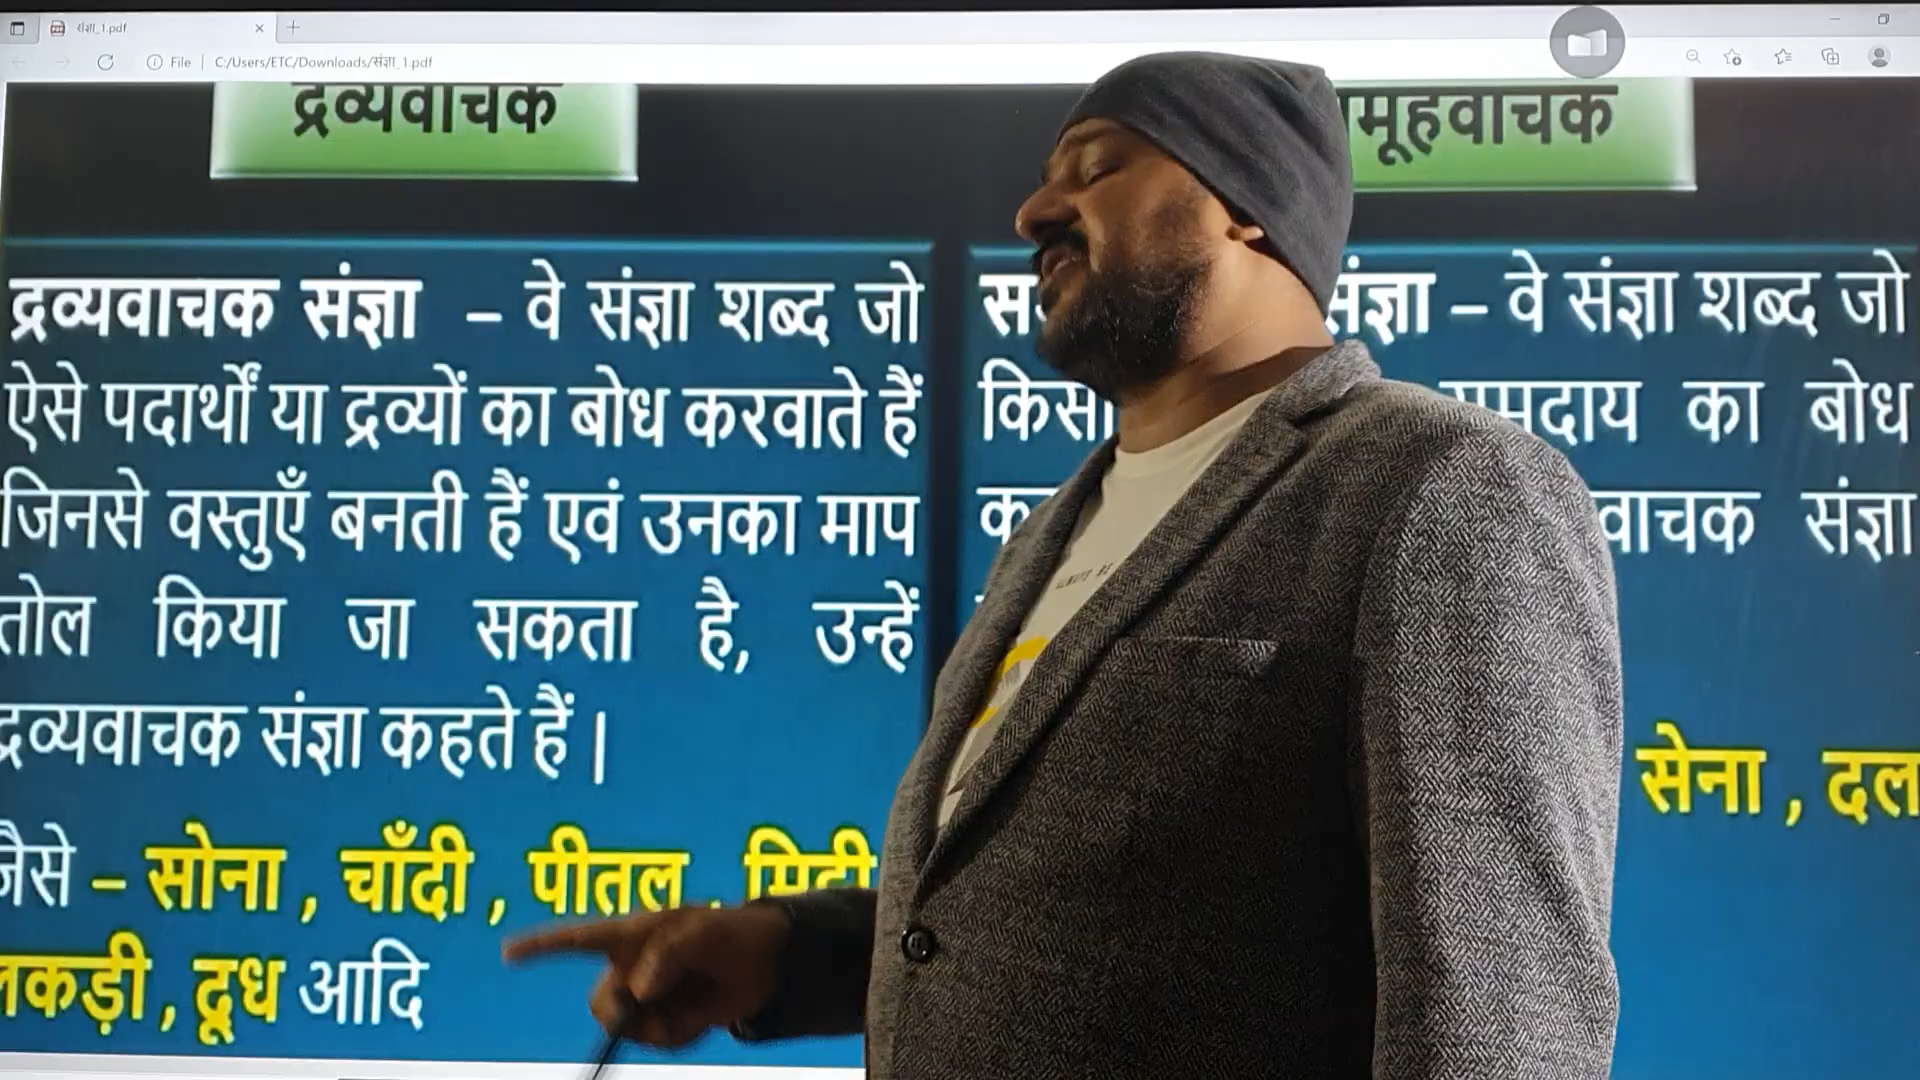 संज्ञा_1.pdf
File
C:/Users/ETC/Downloads/संज्ञा_1.pdf
द्रव्यवाचक
द्रव्यवाचक संज्ञा – वे संज्ञा शब्द जो
ऐसे पदार्थों या द्रव्यों का बोध करवाते हैं
जिनसे वस्तुएँ बनती हैं एवं उनका माप
तोल किया जा सकता है, उन्हें
द्रव्यवाचक संज्ञा कहते हैं |
जैसे – सोना , चाँदी , पीतल ,
लकड़ी , दूध आदि
मूहवाचक
संज्ञा – वे संज्ञा शब्द जो
का बोध
वाचक संज्ञा
सेना , दल
ALWAYS BE